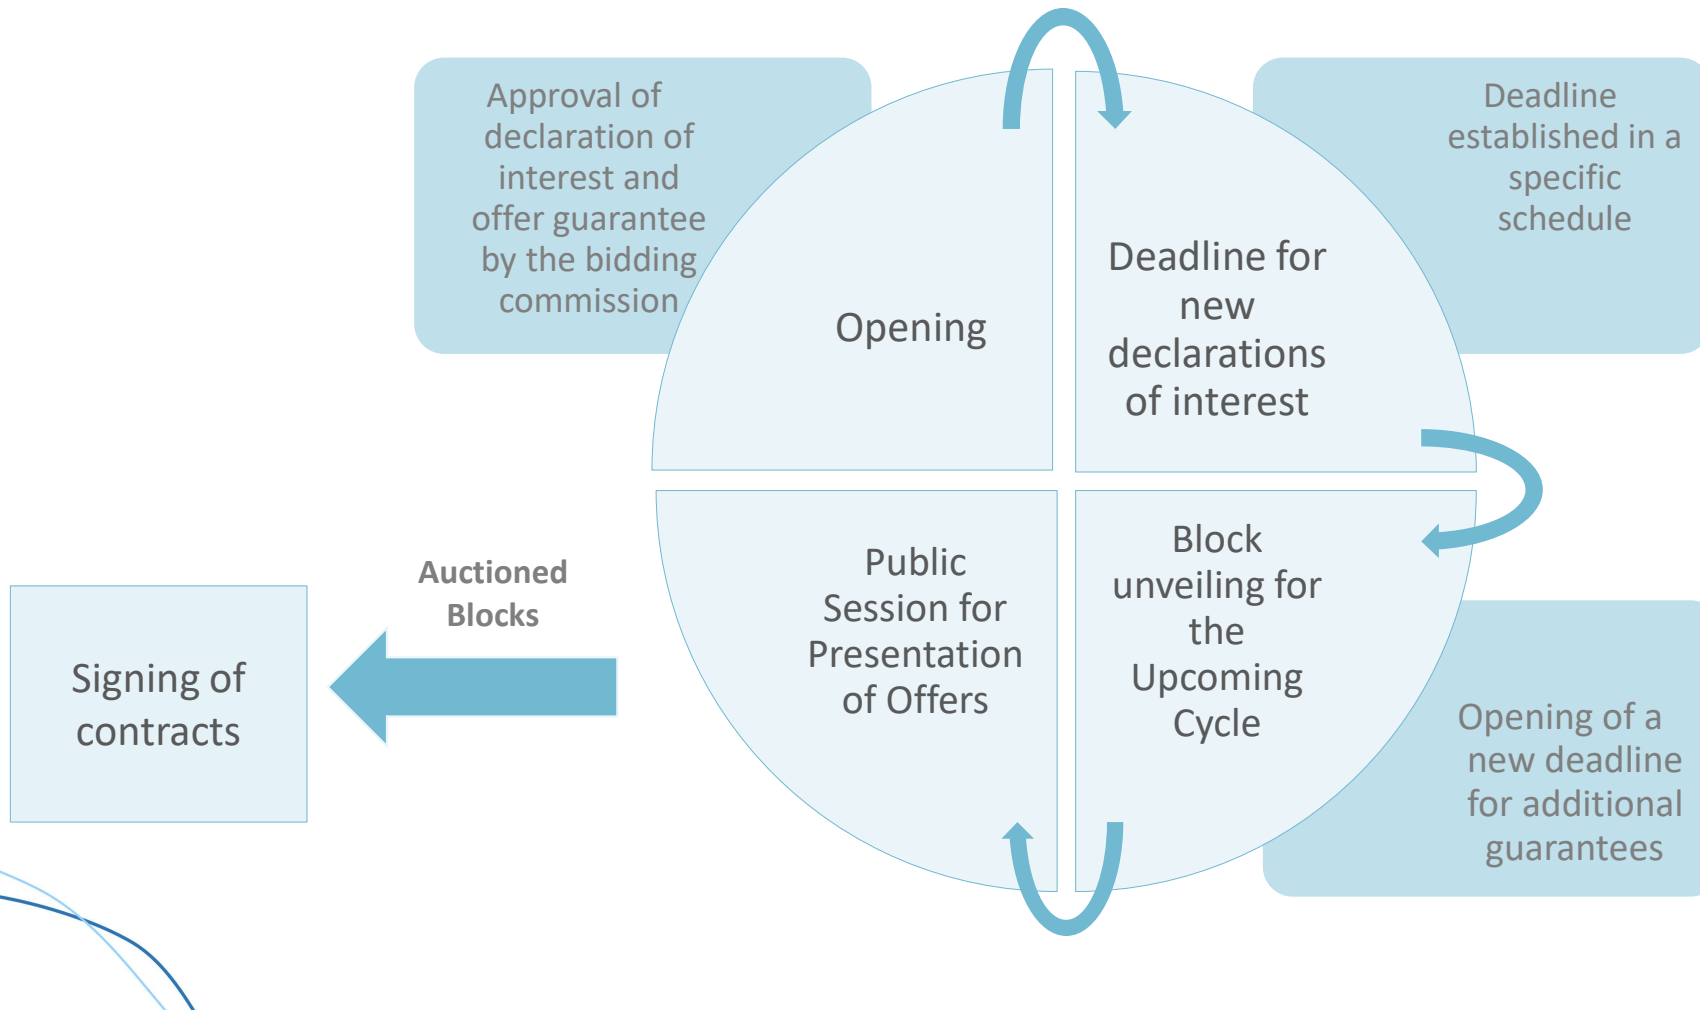 Approval of
declaration of
interest and
offer guarantee
by the bidding
commission
Opening
Deadline for
new
declarations
of interest
Deadline
established in a
specific
schedule
Block
unveiling for
the
Upcoming
Cycle
Opening of a
new deadline
for additional
guarantees
Public
Session for
Presentation
of Offers
Auctioned
Blocks
Signing of
contracts